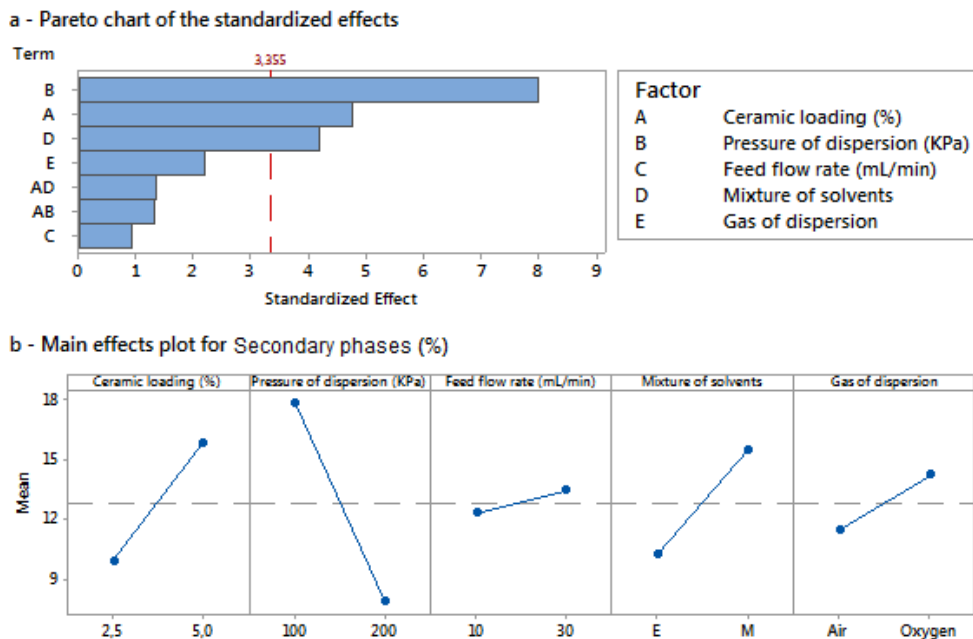 a - Pareto chart of the standardized effects
Term
3,355
B
A
D
E
AD
AB
C
0 1 2 3 4 5 6 7 8 9
Standardized Effect
Factor
A Ceramic loading (%)
B Pressure of dispersion (KPa)
C Feed flow rate (mL/min)
D Mixture of solvents
E Gas of dispersion
b - Main effects plot for Secondary phases (%)
Ceramic loading (%) Pressure of dispersion (KPa) Feed flow rate (mL/min) Mixture of solvents Gas of dispersion
18
15
12
9
Mean
2,5 5,0 100 200 10 30 E M Air Oxygen